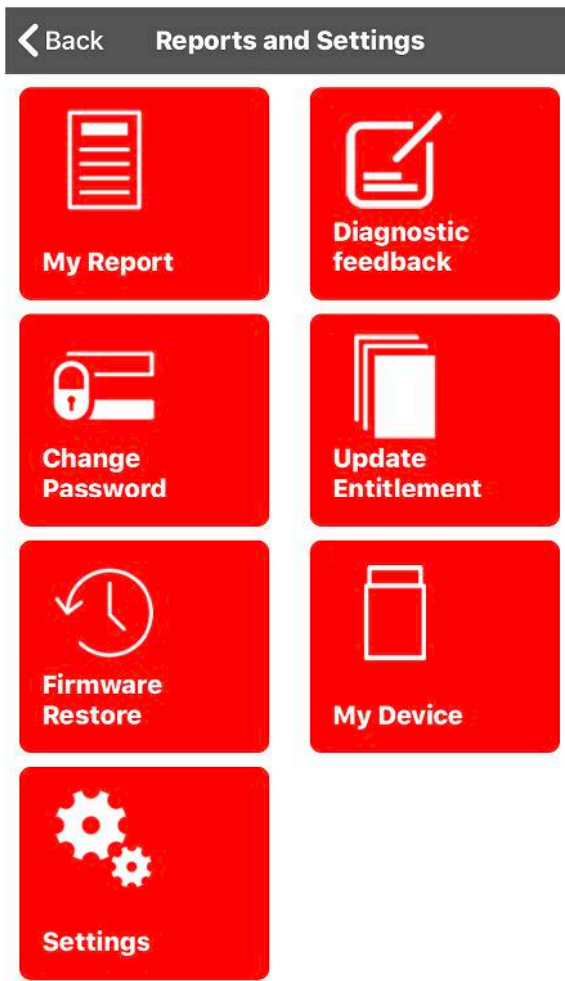 Back
Reports and Settings
My Report
Diagnostic
feedback
Change
Password
Update
Entitlement
Firmware
Restore
My Device
Settings